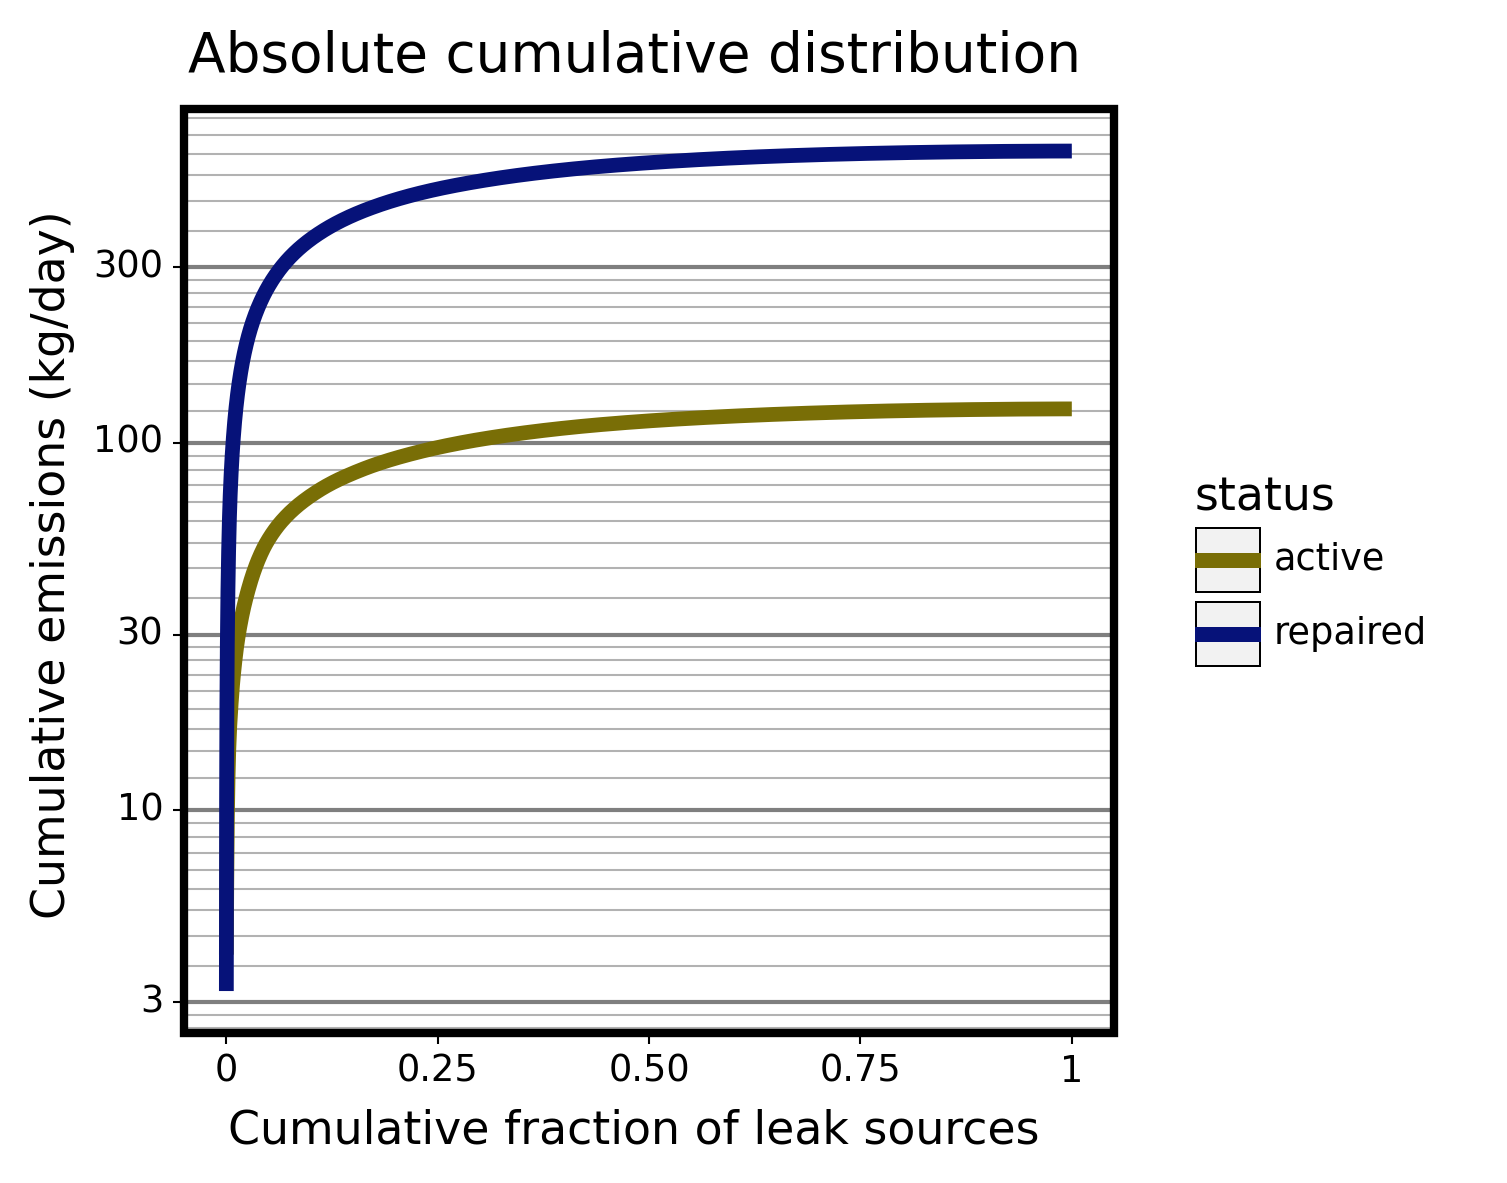 Absolute cumulative distribution
Cumulative emissions (kg/day)
300
100
30
10
3
0
0.25
0.50
0.75
1
Cumulative fraction of leak sources
status
active
repaired